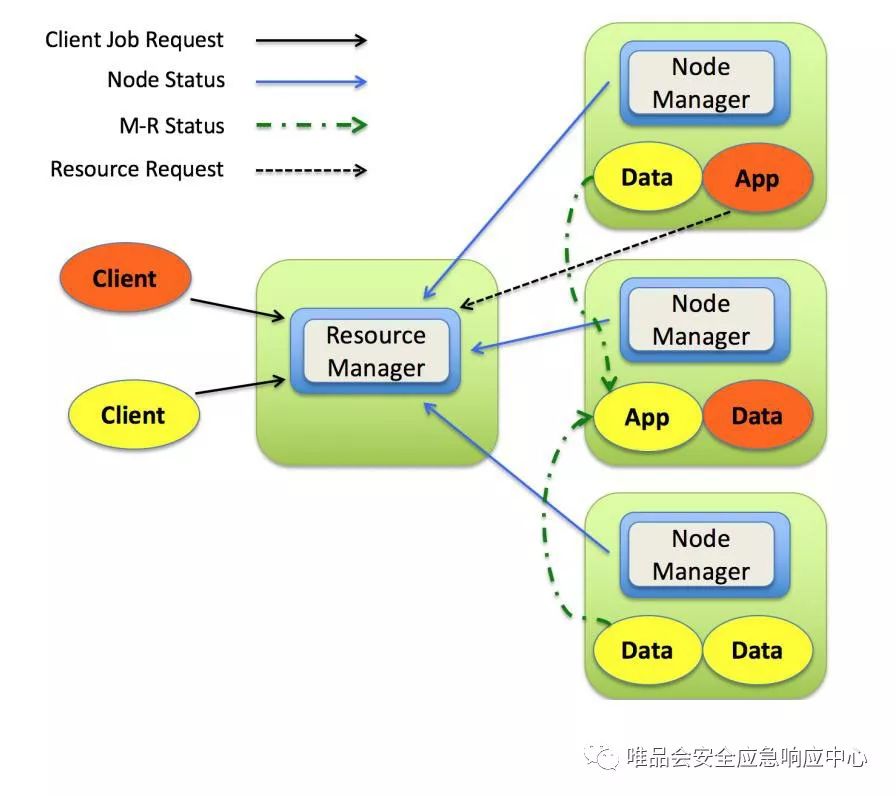 Client Job Request
Node Status
M-R Status
Resource Request
Node
Manager
Data
App
Client
Resource
Manager
Node
Manager
Client
App
Data
Node
Manager
Data
Data
唯品会安全应急响应中心